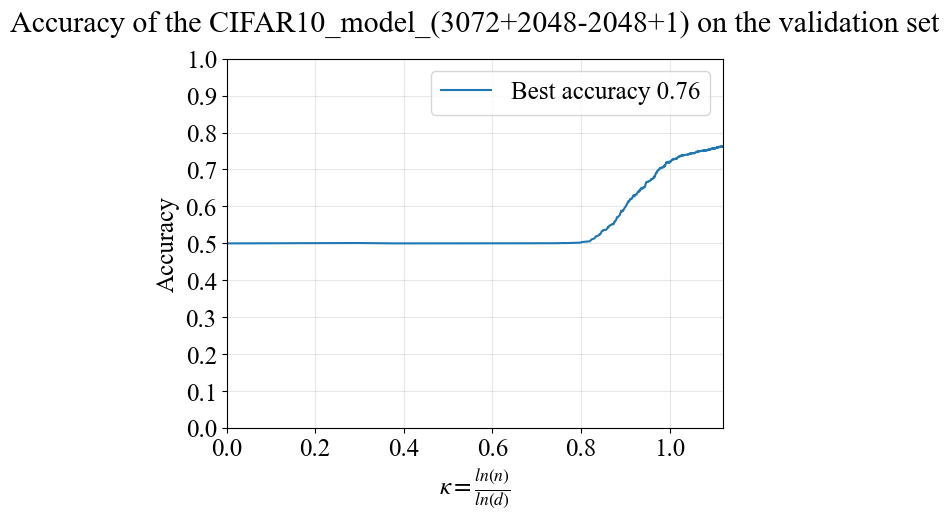 Accuracy of the CIFAR10_model_(3072+2048-2048+1) on the validation set
1.0
Best accuracy 0.76
0.9
0.8
0.7
0.6
0.5
0.4
0.3
0.2
0.1
0.0
Accuracy
0.0 0.2 0.4 0.6 0.8 1.0
κ = ln(n)/ln(d)